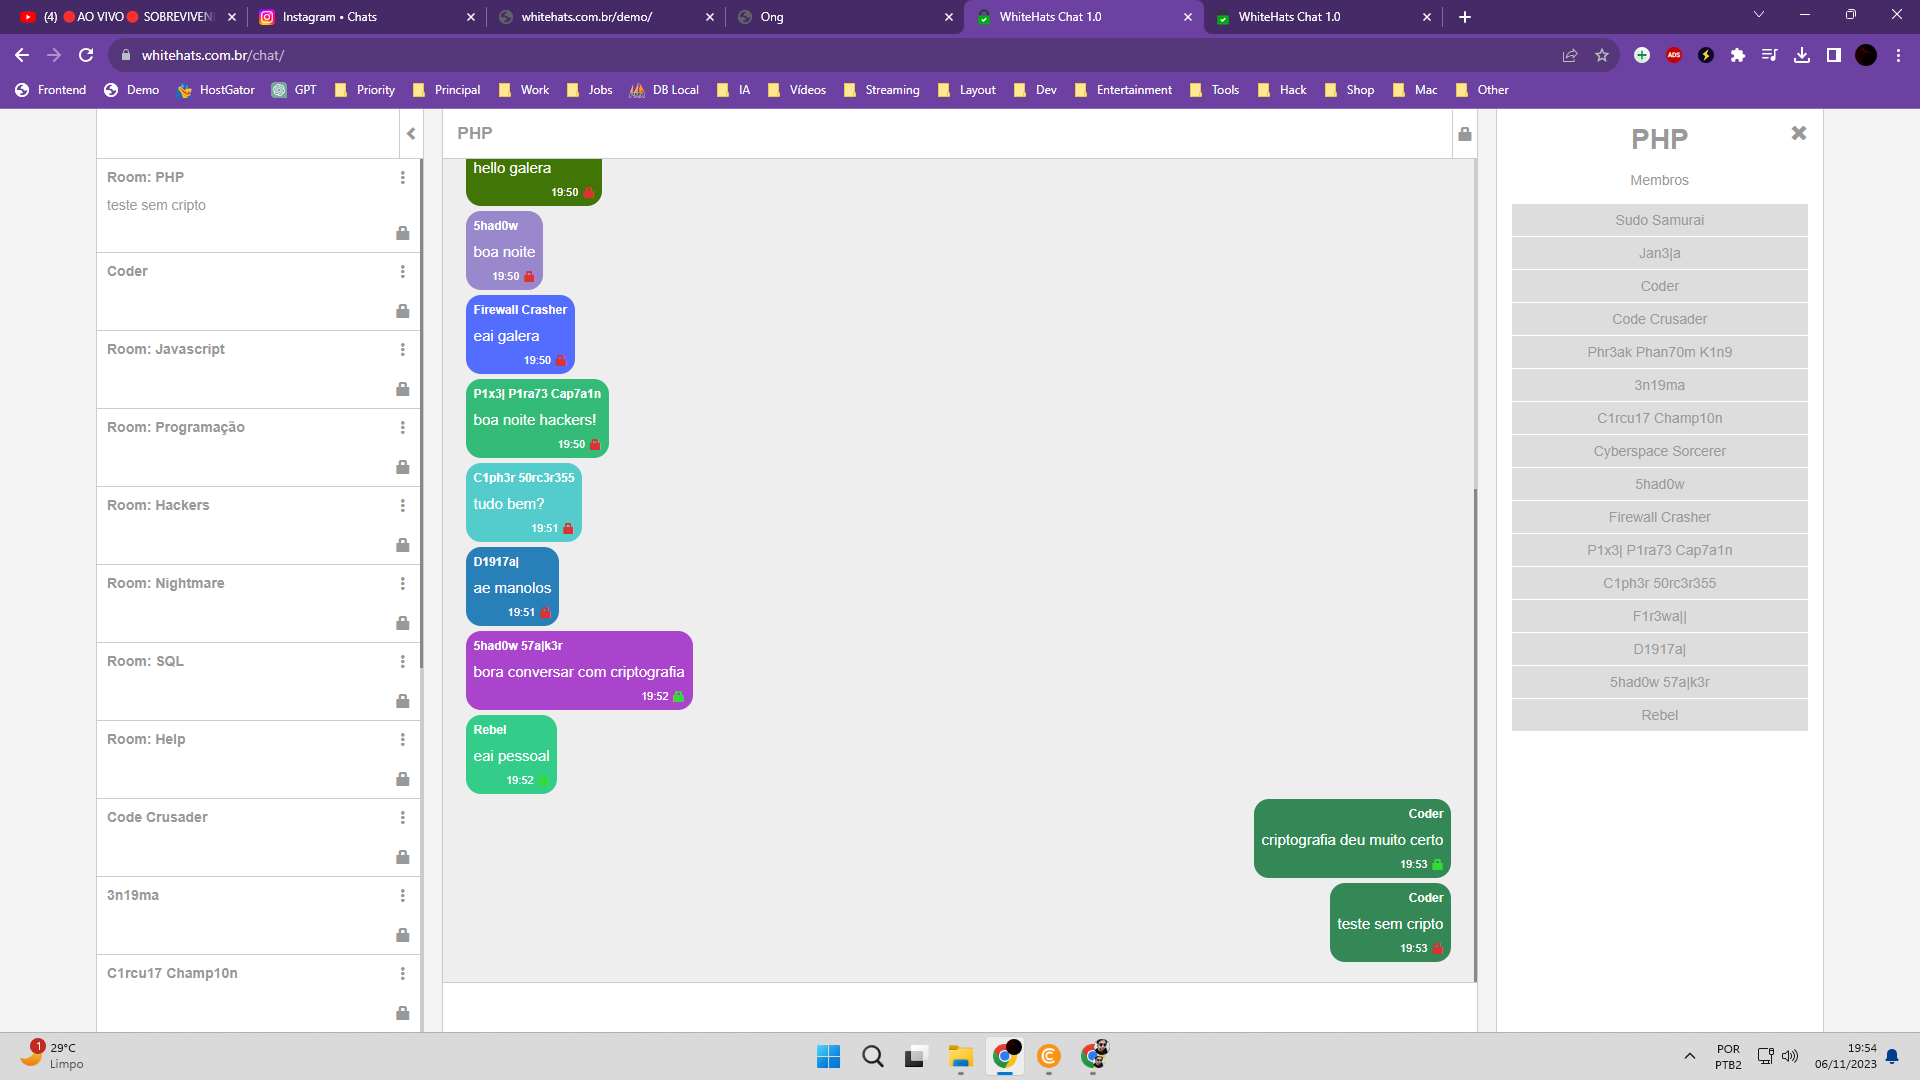 (4) 🔴AO VIVO🔴 SOBREVIVEN
Instagram • Chats
whitehats.com.br/demo/
Ong
WhiteHats Chat 1.0
WhiteHats Chat 1.0
whitehats.com.br/chat/
ADS
Frontend
Demo
HostGator
GPT
Priority
Principal
Work
Jobs
DB Local
IA
Vídeos
Streaming
Layout
Dev
Entertainment
Tools
Hack
Shop
Mac
Other
Room: PHP
teste sem cripto
Coder
Room: Javascript
Room: Programação
Room: Hackers
Room: Nightmare
Room: SQL
Room: Help
Code Crusader
3n19ma
C1rcu17 Champ10n
PHP
hello galera
19:50
5had0w
boa noite
19:50
Firewall Crasher
eai galera
19:50
P1x3| P1ra73 Cap7a1n
boa noite hackers!
19:50
C1ph3r 50rc3r355
tudo bem?
19:51
D1917a|
ae manolos
19:51
5had0w 57a|k3r
bora conversar com criptografia
19:52
Rebel
eai pessoal
19:52
Coder
criptografia deu muito certo
19:53
Coder
teste sem cripto
19:53
PHP
Membros
Sudo Samurai
Jan3|a
Coder
Code Crusader
Phr3ak Phan70m K1n9
3n19ma
C1rcu17 Champ10n
Cyberspace Sorcerer
5had0w
Firewall Crasher
P1x3| P1ra73 Cap7a1n
C1ph3r 50rc3r355
F1r3wa||
D1917a|
5had0w 57a|k3r
Rebel
1
29°C
Limpo
POR
PTB2
19:54
06/11/2023